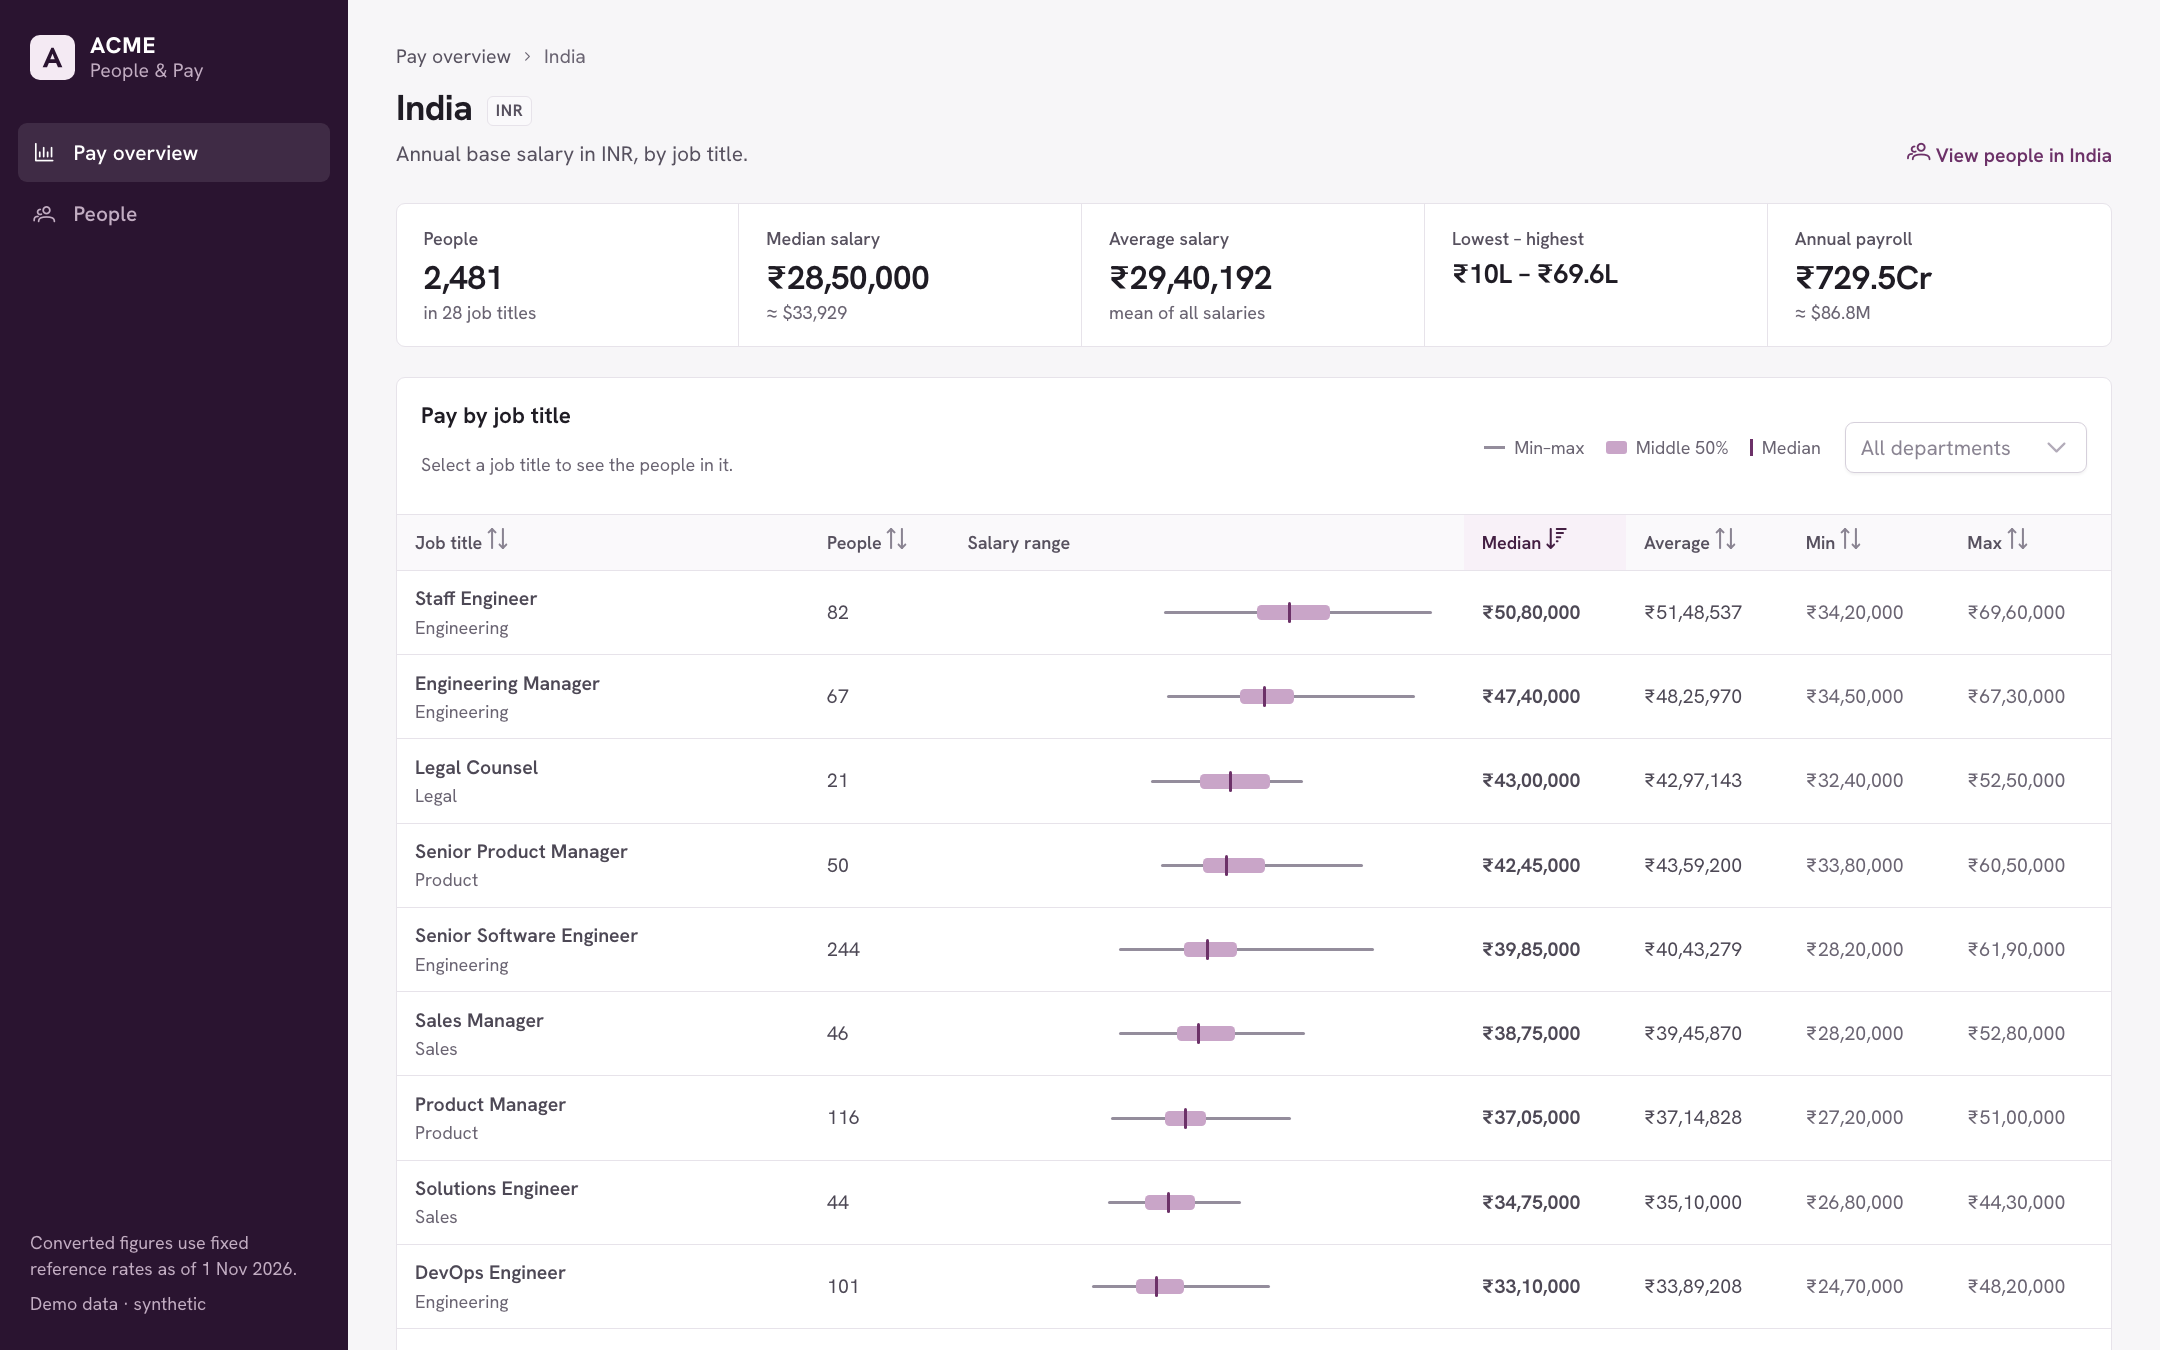 A
ACME
People & Pay
Pay overview
People
Converted figures use fixed
reference rates as of 1 Nov 2026.
Demo data · synthetic
Pay overview › India
India INR
Annual base salary in INR, by job title.
View people in India
People
2,481
in 28 job titles
Median salary
₹28,50,000
≈ $33,929
Average salary
₹29,40,192
mean of all salaries
Lowest – highest
₹10L – ₹69.6L
Annual payroll
₹729.5Cr
≈ $86.8M
Pay by job title
Select a job title to see the people in it.
Min–max Middle 50% Median All departments
Job title People Salary range Median Average Min Max
Staff Engineer
Engineering
82 ₹50,80,000 ₹51,48,537 ₹34,20,000 ₹69,60,000
Engineering Manager
Engineering
67 ₹47,40,000 ₹48,25,970 ₹34,50,000 ₹67,30,000
Legal Counsel
Legal
21 ₹43,00,000 ₹42,97,143 ₹32,40,000 ₹52,50,000
Senior Product Manager
Product
50 ₹42,45,000 ₹43,59,200 ₹33,80,000 ₹60,50,000
Senior Software Engineer
Engineering
244 ₹39,85,000 ₹40,43,279 ₹28,20,000 ₹61,90,000
Sales Manager
Sales
46 ₹38,75,000 ₹39,45,870 ₹28,20,000 ₹52,80,000
Product Manager
Product
116 ₹37,05,000 ₹37,14,828 ₹27,20,000 ₹51,00,000
Solutions Engineer
Sales
44 ₹34,75,000 ₹35,10,000 ₹26,80,000 ₹44,30,000
DevOps Engineer
Engineering
101 ₹33,10,000 ₹33,89,208 ₹24,70,000 ₹48,20,000